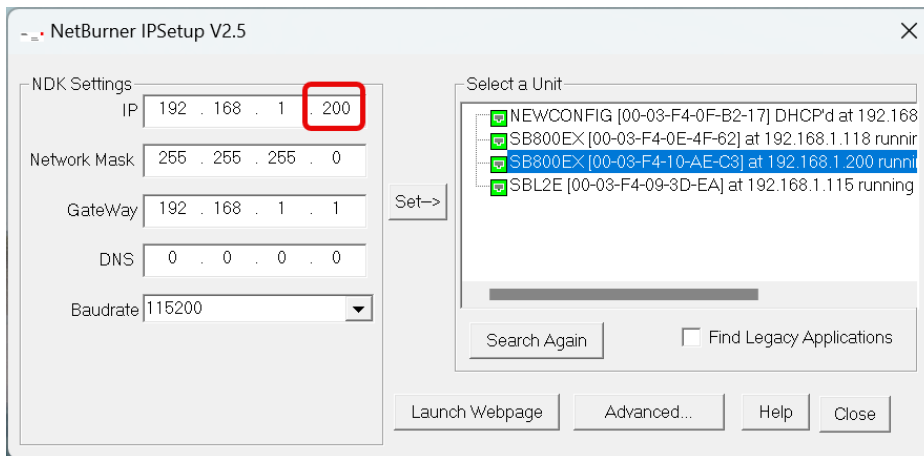 NetBurner IPSetup V2.5
NDK Settings
IP 192 . 168 . 1 . 200
Network Mask 255 . 255 . 255 . 0
GateWay 192 . 168 . 1 . 1
DNS 0 . 0 . 0 . 0
Baudrate 115200
Set-->
Select a Unit
NEWCONFIG [00-03-F4-0F-B2-17] DHCP'd at 192.168
SB800EX [00-03-F4-0E-4F-62] at 192.168.1.118
SB800EX [00-03-F4-10-AE-C3] at 192.168.1.200
SBL2E [00-03-F4-09-3D-EA] at 192.168.1.115 running
Search Again
Find Legacy Applications
Launch Webpage
Advanced...
Help
Close